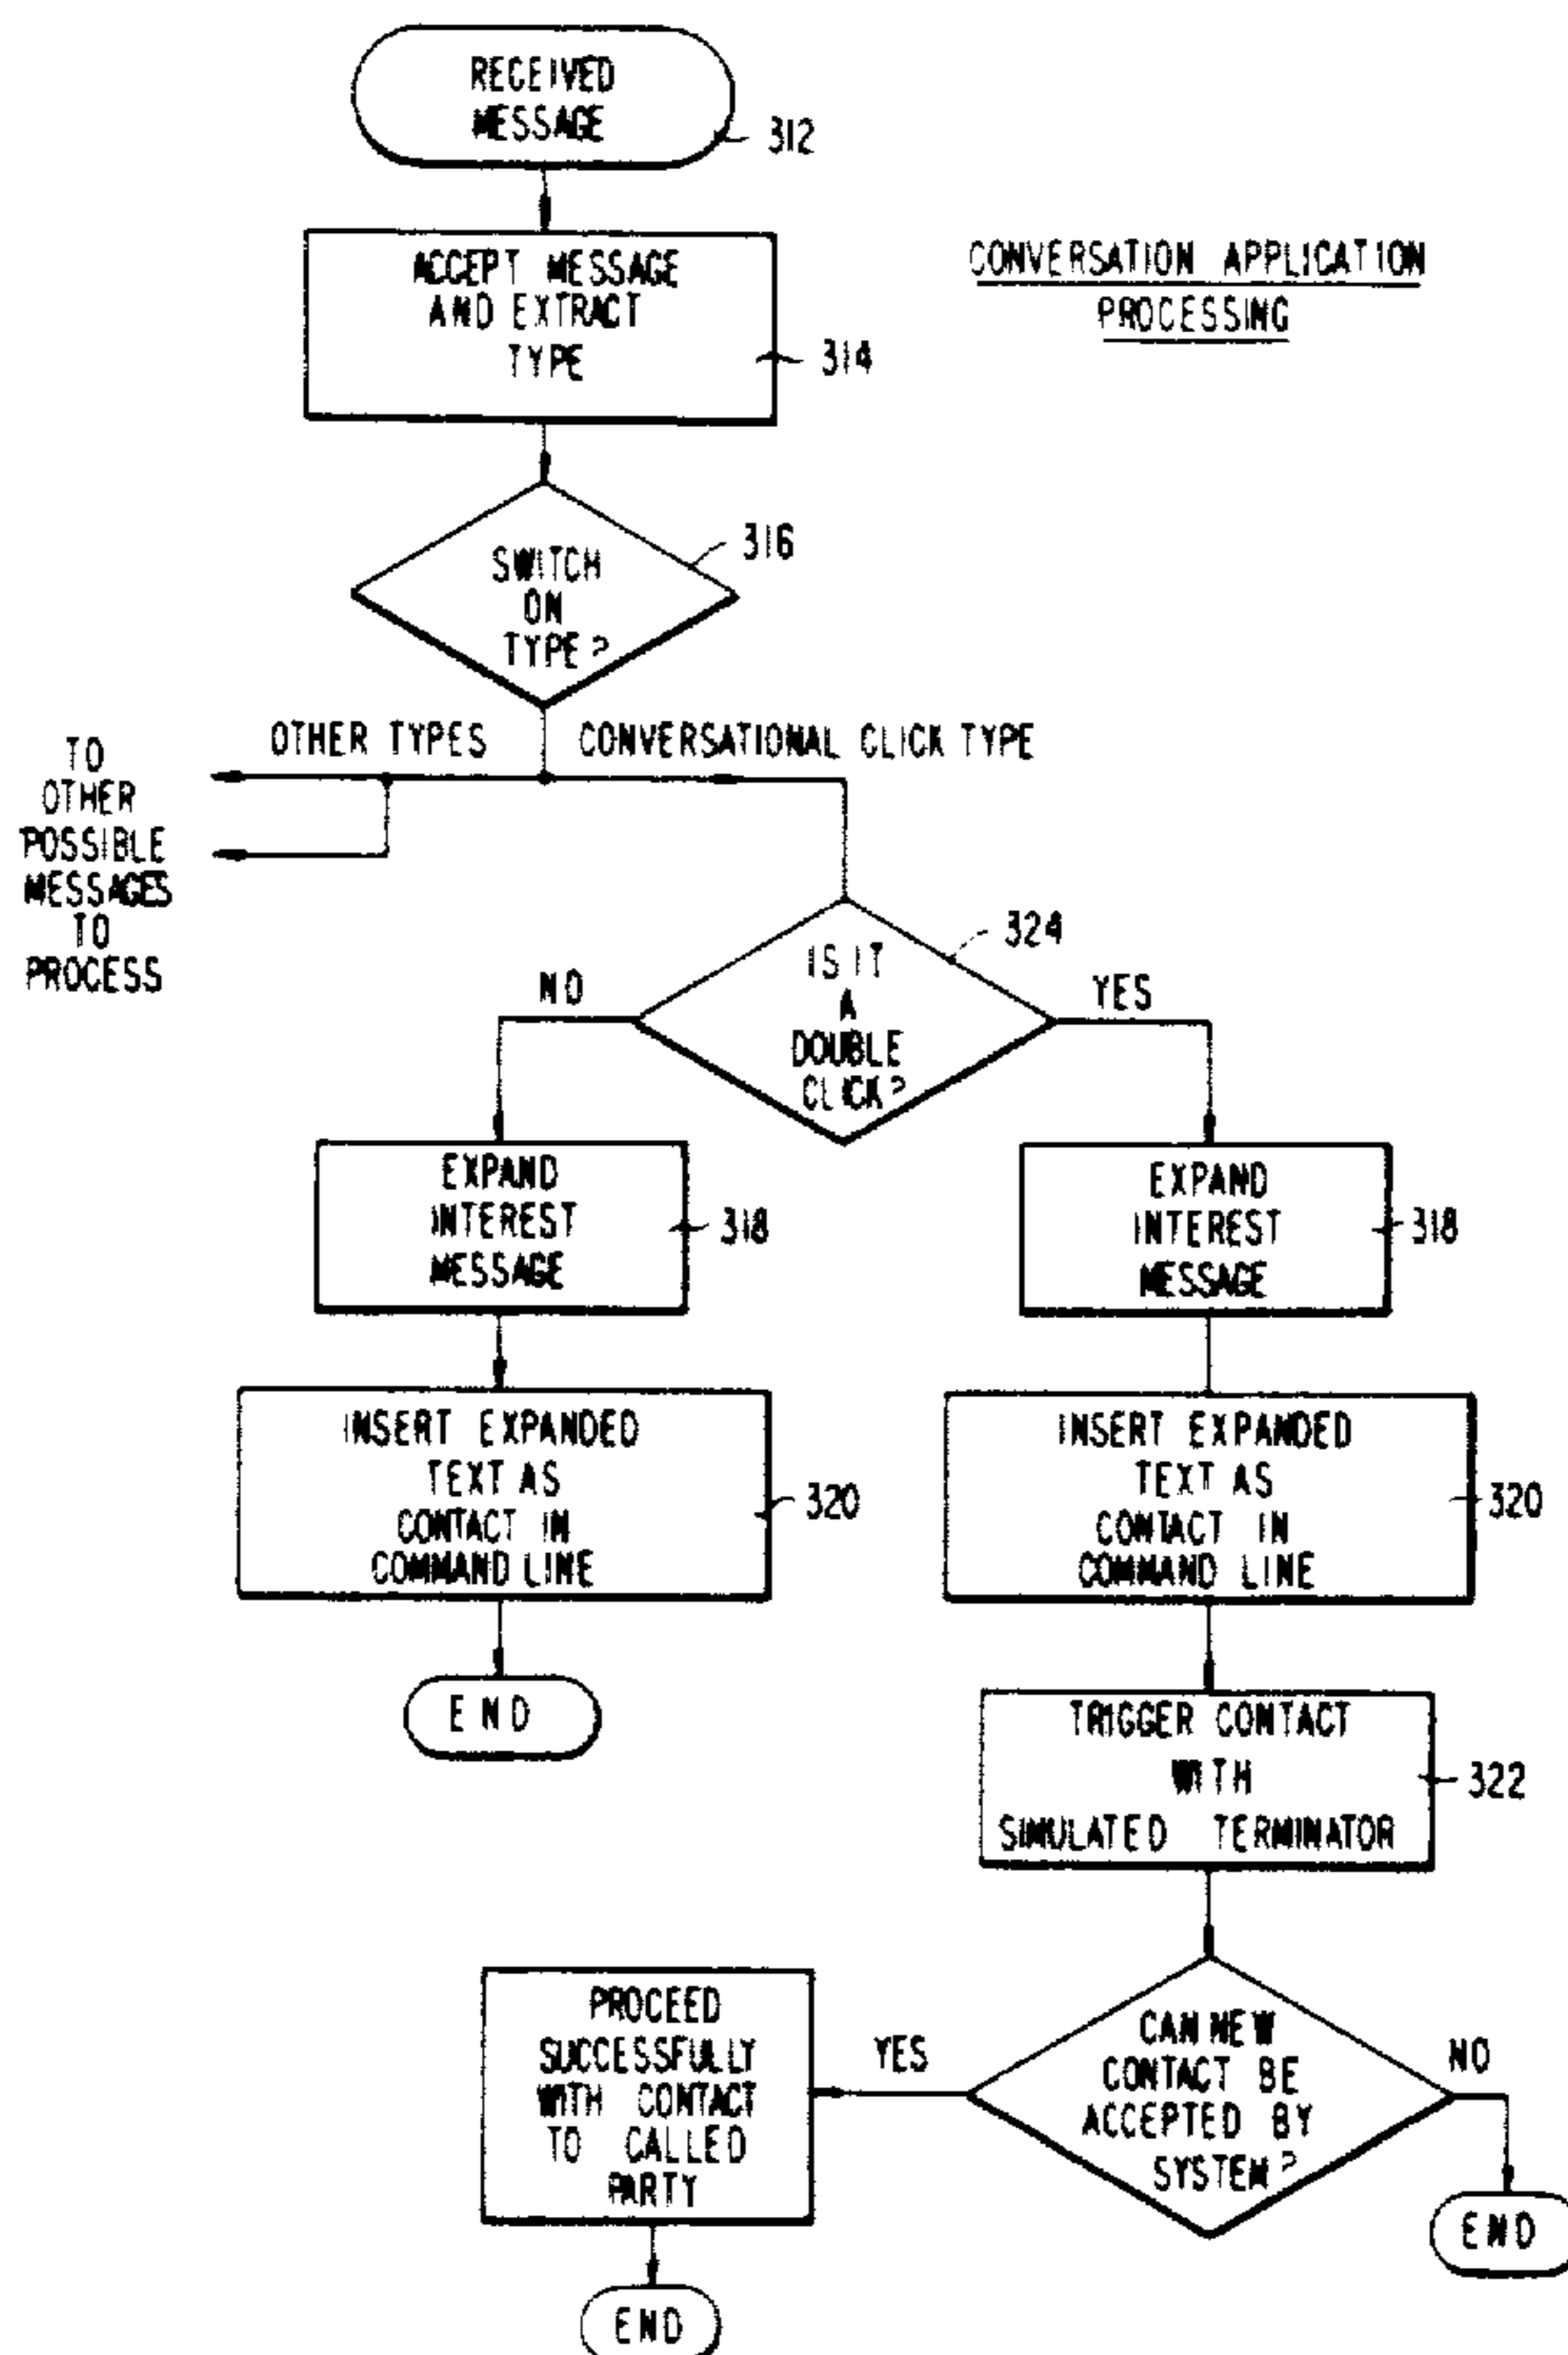 RECEIVED
MESSAGE
312
ACCEPT MESSAGE
AND EXTRACT
TYPE
314
CONVERSATION APPLICATION
PROCESSING
SWITCH
ON
TYPE?
316
OTHER TYPES
CONVERSATIONAL CLICK TYPE
TO
OTHER
POSSIBLE
MESSAGES
TO
PROCESS
IS IT
A
DOUBLE
CLICK?
324
NO
YES
EXPAND
INTEREST
MESSAGE
318
EXPAND
INTEREST
MESSAGE
318
INSERT EXPANDED
TEXT AS
CONTACT IN
COMMAND LINE
320
INSERT EXPANDED
TEXT AS
CONTACT IN
COMMAND LINE
320
END
TRIGGER CONTACT
WITH
SIMULATED TERMINATOR
322
CAN NEW
CONTACT BE
ACCEPTED BY
SYSTEM?
YES
NO
PROCEED
SUCCESSFULLY
WITH CONTACT
TO CALLED
PARTY
END
END